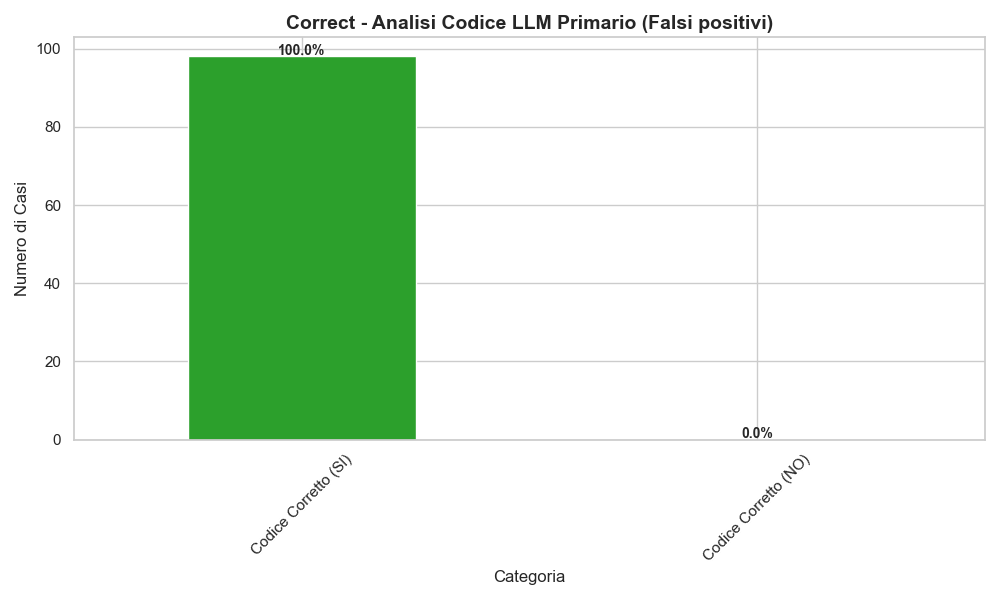 Correct - Analisi Codice LLM Primario (Falsi positivi)
100.0%
0.0%
100
80
60
40
20
0
Numero di Casi
Codice Corretto (SI)
Codice Corretto (NO)
Categoria